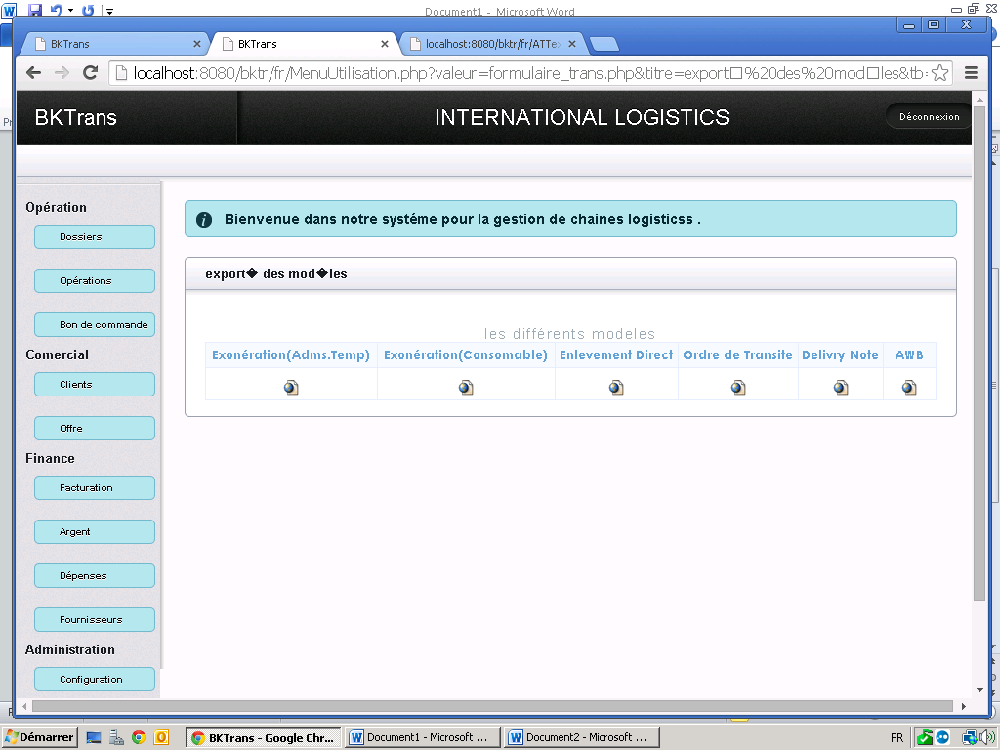 Document1 - Microsoft Word
BKTrans
BKTrans
localhost:8080/bktr/fr/ATTe
localhost:8080/bktr/fr/MenuUtilisation.php?valeur=formulaire_trans.php&titre=export□%20des%20mod□les&tb
BKTrans
INTERNATIONAL LOGISTICS
Déconnexion
Opération
Dossiers
Opérations
Bon de commande
Comercial
Clients
Offre
Finance
Facturation
Argent
Dépenses
Fournisseurs
Administration
Configuration
Bienvenue dans notre systéme pour la gestion de chaines logisticss .
export� des mod�les
les différents modeles
Exonération(Adms.Temp) Exonération(Consomable) Enlevement Direct Ordre de Transite Delivry Note AWB
Démarrer
BKTrans - Google Chr...
Document1 - Microsoft ...
Document2 - Microsoft ...
FR